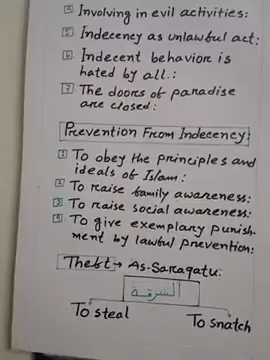 4 Involving in evil activities:
5 Indecency as unlawful act:
6 Indecent behavior is
hated by all.:
7 The doors of paradise
are closed:
Prevention From Indecency:
1 To obey the principles and
ideals of Islam:
2 To raise family awareness:
3 To raise social awareness:
4 To give exemplary punish-
ment by lawful prevention:
Theft → As-Saraqatu:
السرقة
To steal
To snatch